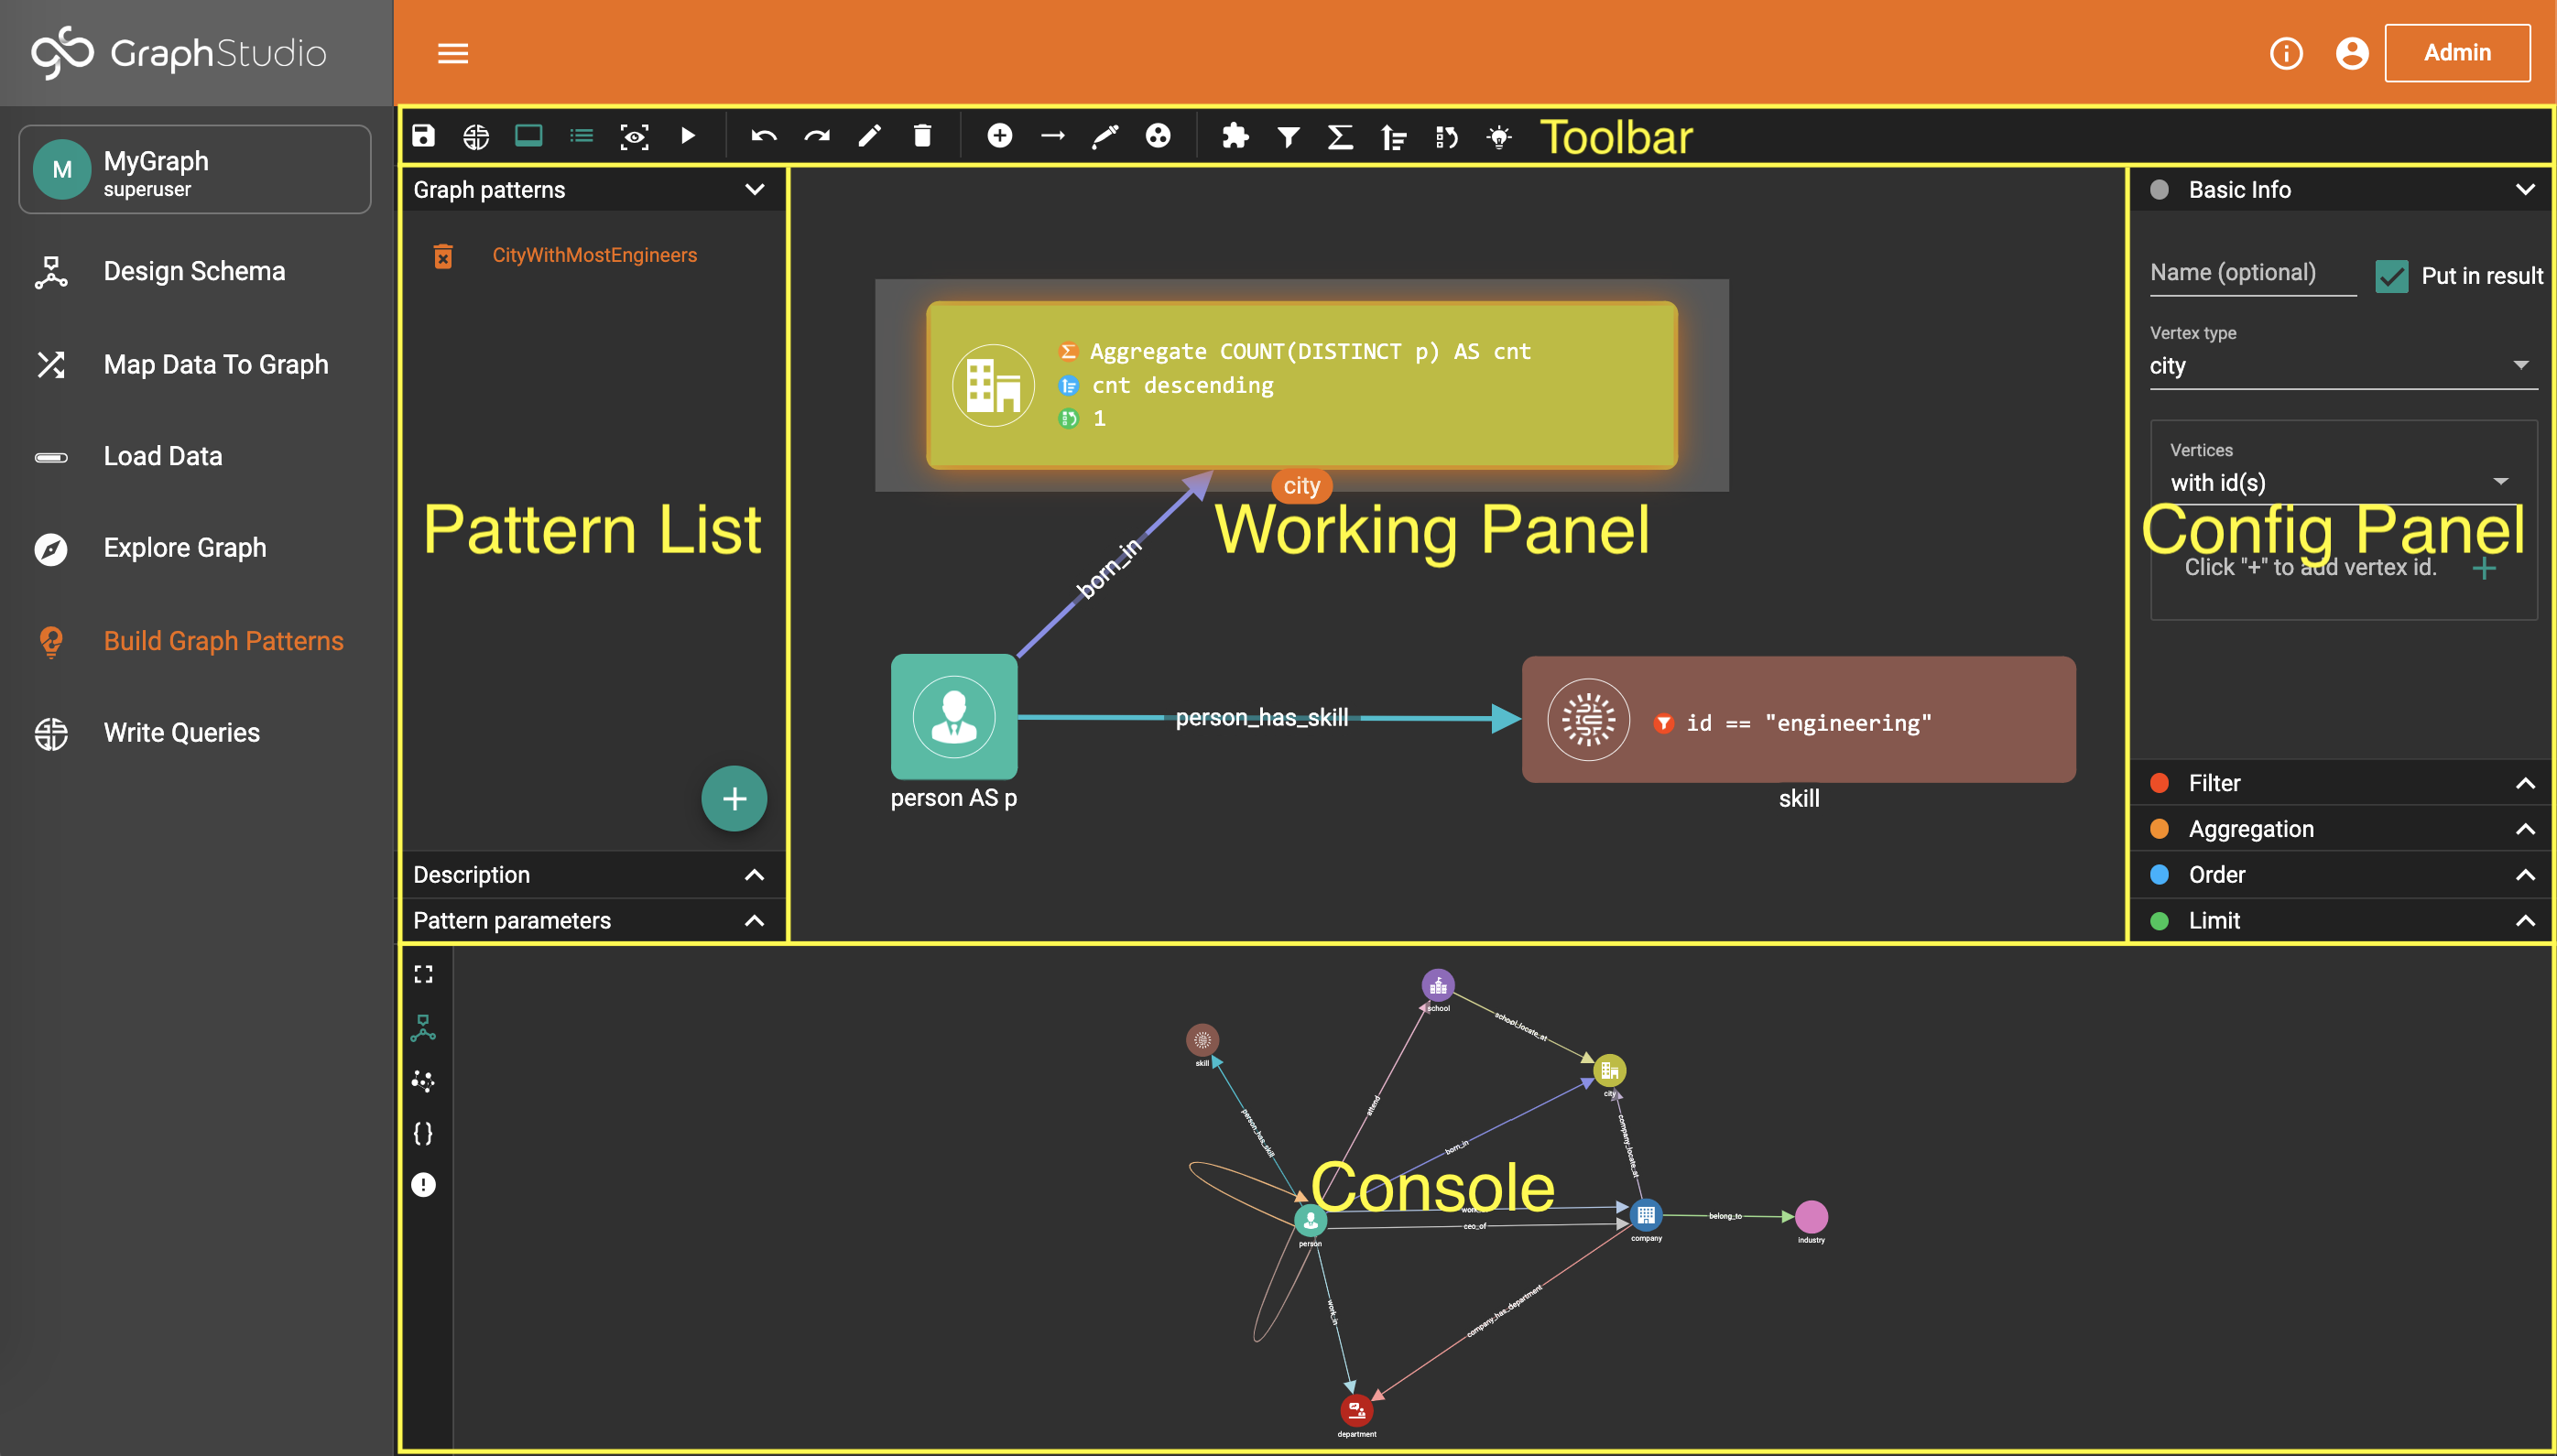 GraphStudio
Admin
M
MyGraph
superuser
Design Schema
Map Data To Graph
Load Data
Explore Graph
Build Graph Patterns
Write Queries
Toolbar
Graph patterns
CityWithMostEngineers
Pattern List
Description
Pattern parameters
Aggregate COUNT(DISTINCT p) AS cnt
cnt descending
1
city
Working Panel
born_in
person_has_skill
id == "engineering"
person AS p
skill
Basic Info
Name (optional)
Put in result
Vertex type
city
Vertices
with id(s)
Config Panel
Click "+" to add vertex id.
Filter
Aggregation
Order
Limit
school
school_locate_at
skill
city
attend
person_has_skill
born_in
company_locate_at
Console
ceo_of
belong_to
person
company
industry
work_in
company_has_department
department